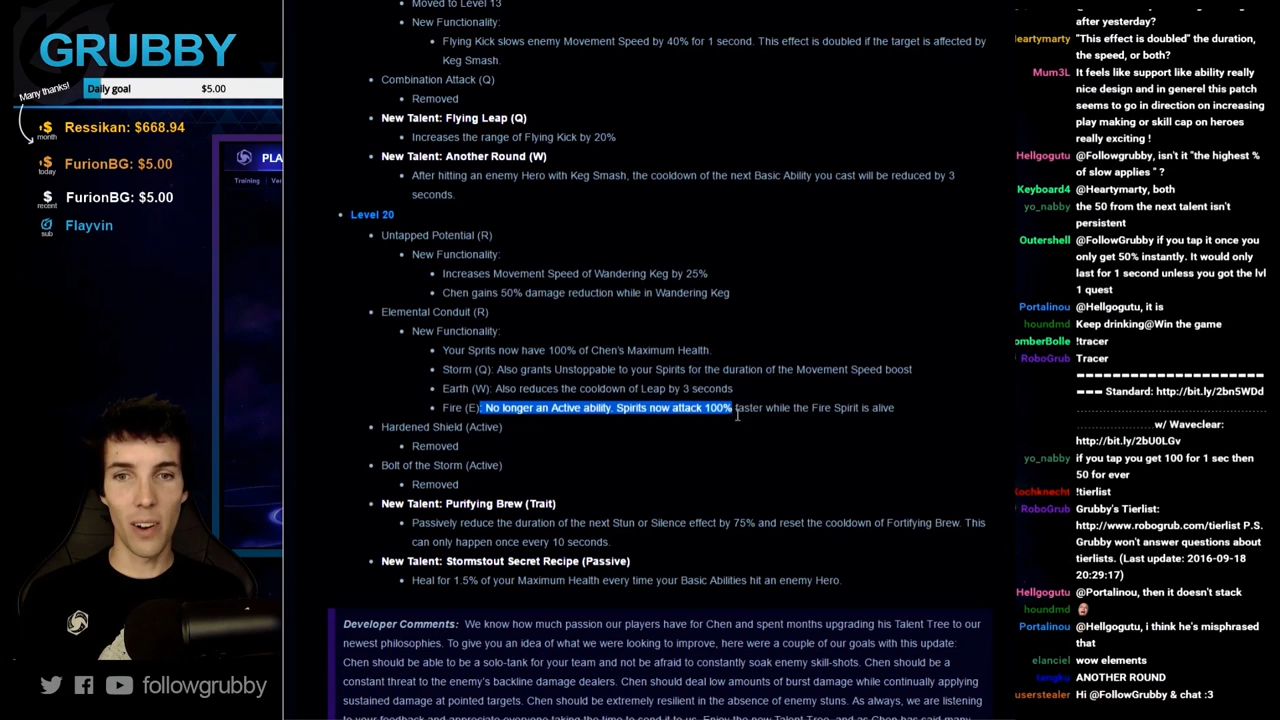 GRUBBY
Many thanks!
Daily goal
$5.00
month
Ressikan: $668.94
today
FurionBG: $5.00
recent
FurionBG: $5.00
sub
Flayvin
PLA
Training
followgrubby
Moved to Level 13
New Functionality:
Flying Kick slows enemy Movement Speed by 40% for 1 second. This effect is doubled if the target is affected by
Keg Smash.
Combination Attack (Q)
Removed
New Talent: Flying Leap (Q)
Increases the range of Flying Kick by 20%
New Talent: Another Round (W)
After hitting an enemy Hero with Keg Smash, the cooldown of the next Basic Ability you cast will be reduced by 3
seconds.
Level 20
Untapped Potential (R)
New Functionality:
Increases Movement Speed of Wandering Keg by 25%
Chen gains 50% damage reduction while in Wandering Keg
Elemental Conduit (R)
New Functionality:
Your Sprits now have 100% of Chen's Maximum Health.
Storm (Q): Also grants Unstoppable to your Spirits for the duration of the Movement Speed boost
Earth (W): Also reduces the cooldown of Leap by 3 seconds
Fire (E): No longer an Active ability. Spirits now attack 100% faster while the Fire Spirit is alive
Hardened Shield (Active)
Removed
Bolt of the Storm (Active)
Removed
New Talent: Purifying Brew (Trait)
Passively reduce the duration of the next Stun or Silence effect by 75% and reset the cooldown of Fortifying Brew. This
can only happen once every 10 seconds.
New Talent: Stormstout Secret Recipe (Passive)
Heal for 1.5% of your Maximum Health every time your Basic Abilities hit an enemy Hero.
Developer Comments: We know how much passion our players have for Chen and spent months upgrading his Talent Tree to our
newest philosophies. To give you an idea of what we were looking to improve, here were a couple of our goals with this update:
Chen should be able to be a solo-tank for your team and not be afraid to constantly soak enemy skill-shots. Chen should be a
constant threat to the enemy's backline damage dealers. Chen should deal low amounts of burst damage while continually applying
sustained damage at pointed targets. Chen should be extremely resilient in the absence of enemy stuns. As always, we are listening
after yesterday?
Heartymarty "This effect is doubled" the duration,
the speed, or both?
Mum3L It feels like support like ability really
nice design and in generel this patch
seems to go in direction on increasing
play making or skill cap on heroes
really exciting !
Hellgogutu @Followgrubby, isn't it "the highest %
of slow applies " ?
Keyboard4 @Heartymarty, both
yo_nabby the 50 from the next talent isn't
persistent
Outershell @FollowGrubby if you tap it once you
only get 50% instantly. It would only
last for 1 second unless you got the lvl
1 quest
Portalinou @Hellgogutu, it is
houndmd Keep drinking@Win the game
omberBolle !tracer
RoboGrub Tracer
Standard: http://bit.ly/2bn5WDd
w/ Waveclear:
http://bit.ly/2bU0LGv
yo_nabby if you tap you get 100 for 1 sec then
50 for ever
Kochknecht !tierlist
RoboGrub Grubby's Tierlist:
http://www.robogrub.com/tierlist P.S.
Grubby won't answer questions about
tierlists. (Last update: 2016-09-18
20:29:17)
Hellgogutu @Portalinou, then it doesn't stack
houndmd
Portalinou @Hellgogutu, i think he's misphrased
that
elanciel wow elements
ANOTHER ROUND
userstealer Hi @FollowGrubby & chat :3